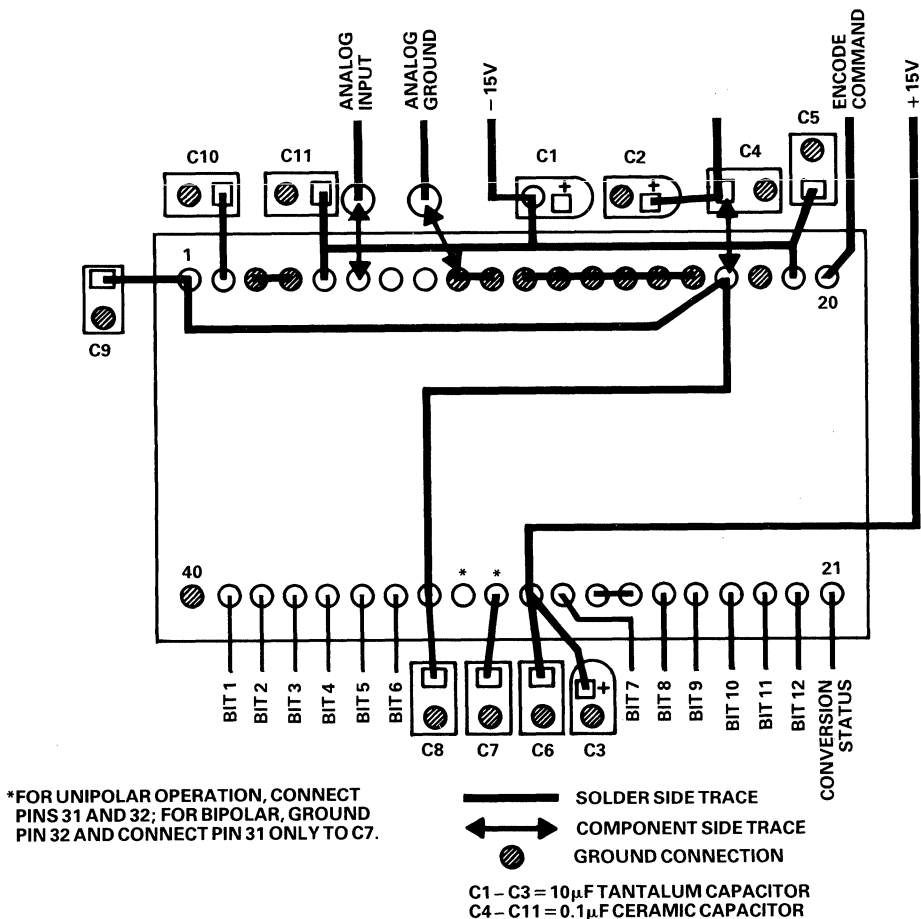 ANALOG
INPUT
ANALOG
GROUND
– 15V
ENCODE
COMMAND
+ 15V
C10
C11
C1
C2
C4
C5
+
+
1
20
C9
40
*
*
21
BIT 1
BIT 2
BIT 3
BIT 4
BIT 5
BIT 6
C8
C7
C6
C3
+
BIT 7
BIT 8
BIT 9
BIT 10
BIT 11
BIT 12
CONVERSION
STATUS
*FOR UNIPOLAR OPERATION, CONNECT
PINS 31 AND 32; FOR BIPOLAR, GROUND
PIN 32 AND CONNECT PIN 31 ONLY TO C7.
SOLDER SIDE TRACE
COMPONENT SIDE TRACE
GROUND CONNECTION
C1 – C3 = 10μF TANTALUM CAPACITOR
C4 – C11 = 0.1μF CERAMIC CAPACITOR